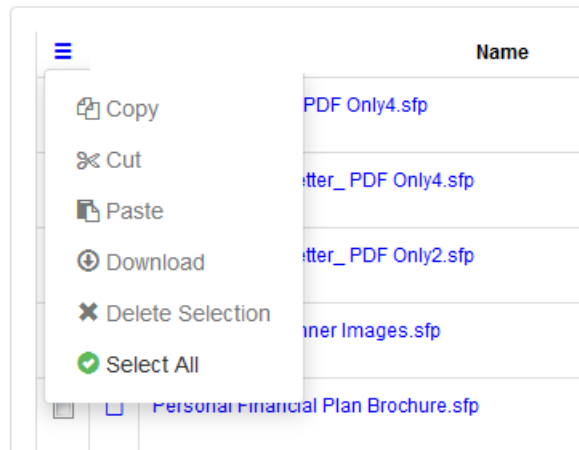 Name
Copy
PDF Only4.sfp
Cut
etter_ PDF Only4.sfp
Paste
Download
etter_ PDF Only2.sfp
Delete Selection
nner Images.sfp
Select All
Personal Financial Plan Brochure.sfp